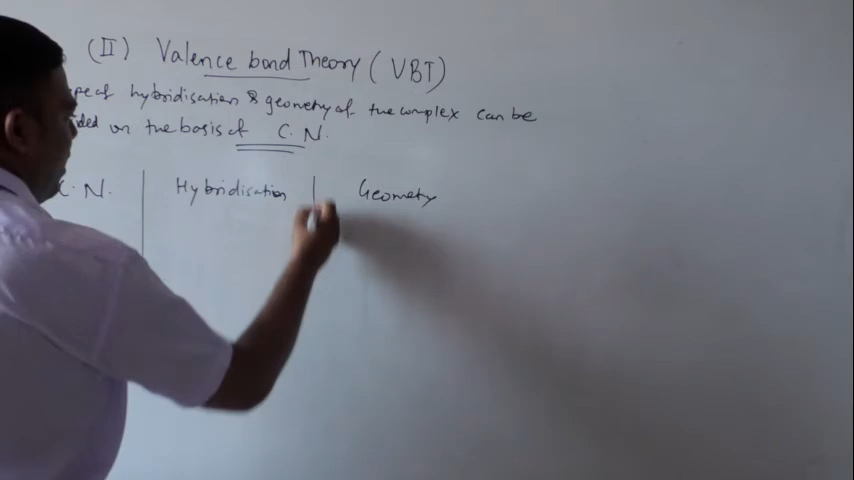 (II) Valence bond Theory (VBT)
hybridisation & geometry of the complex can be
on the basis of C.N.
C.N. Hybridisation Geometry